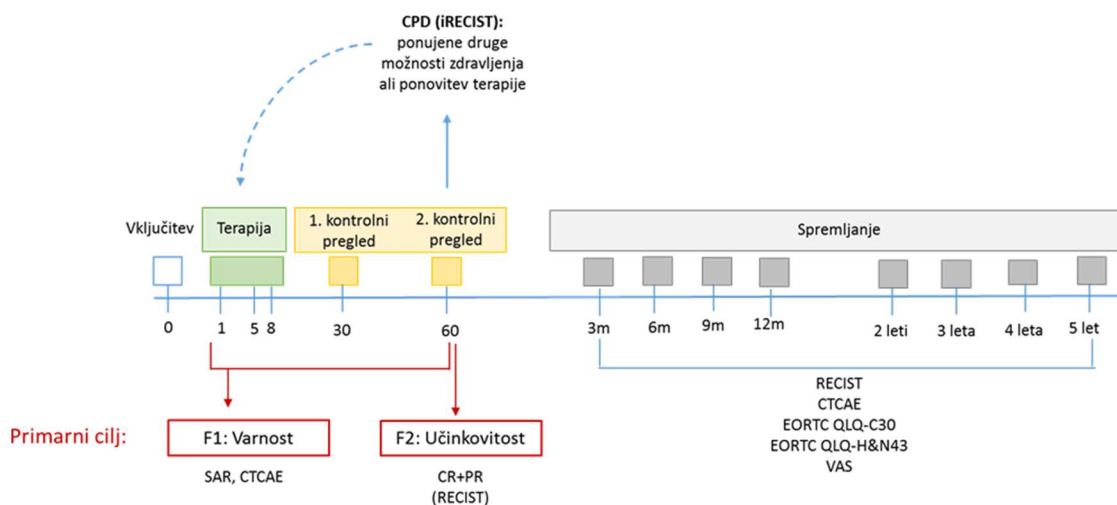 CPD (iRECIST):
ponujene druge
možnosti zdravljenja
ali ponovitev terapije
Vključitev
Terapija
1. kontrolni
pregled
2. kontrolni
pregled
Spremljanje
0
1
5
8
30
60
3m
6m
9m
12m
2 leti
3 leta
4 leta
5 let
Primarni cilj:
F1: Varnost
SAR, CTCAE
F2: Učinkovitost
CR+PR
(RECIST)
RECIST
CTCAE
EORTC QLQ-C30
EORTC QLQ-H&N43
VAS